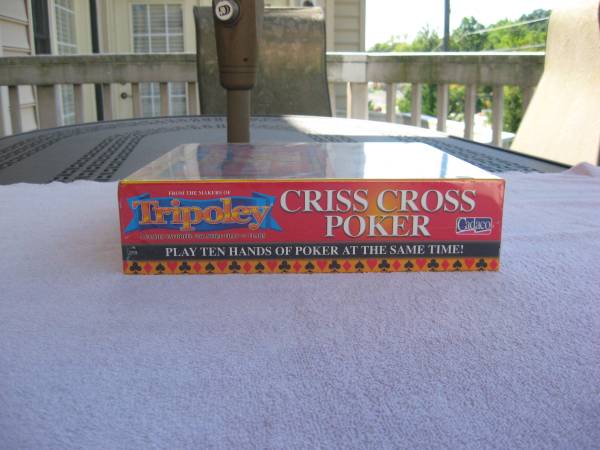 FROM THE MAKERS OF
Tripoley
CRISS CROSS
POKER
Cadaco
PLAY TEN HANDS OF POKER AT THE SAME TIME!